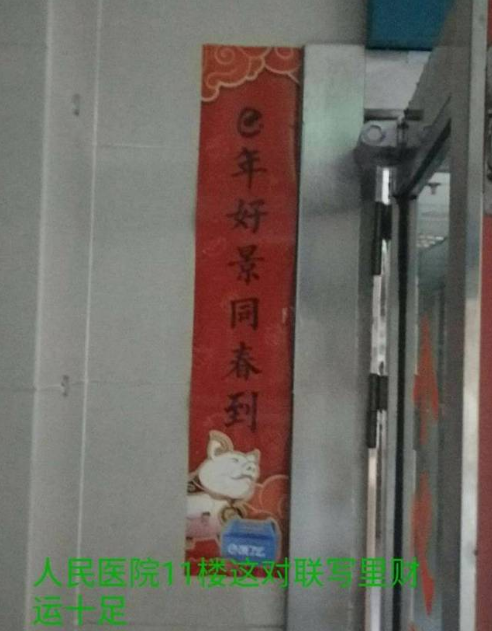 e年好景同春到
人民医院11楼这对联写里财
运十足